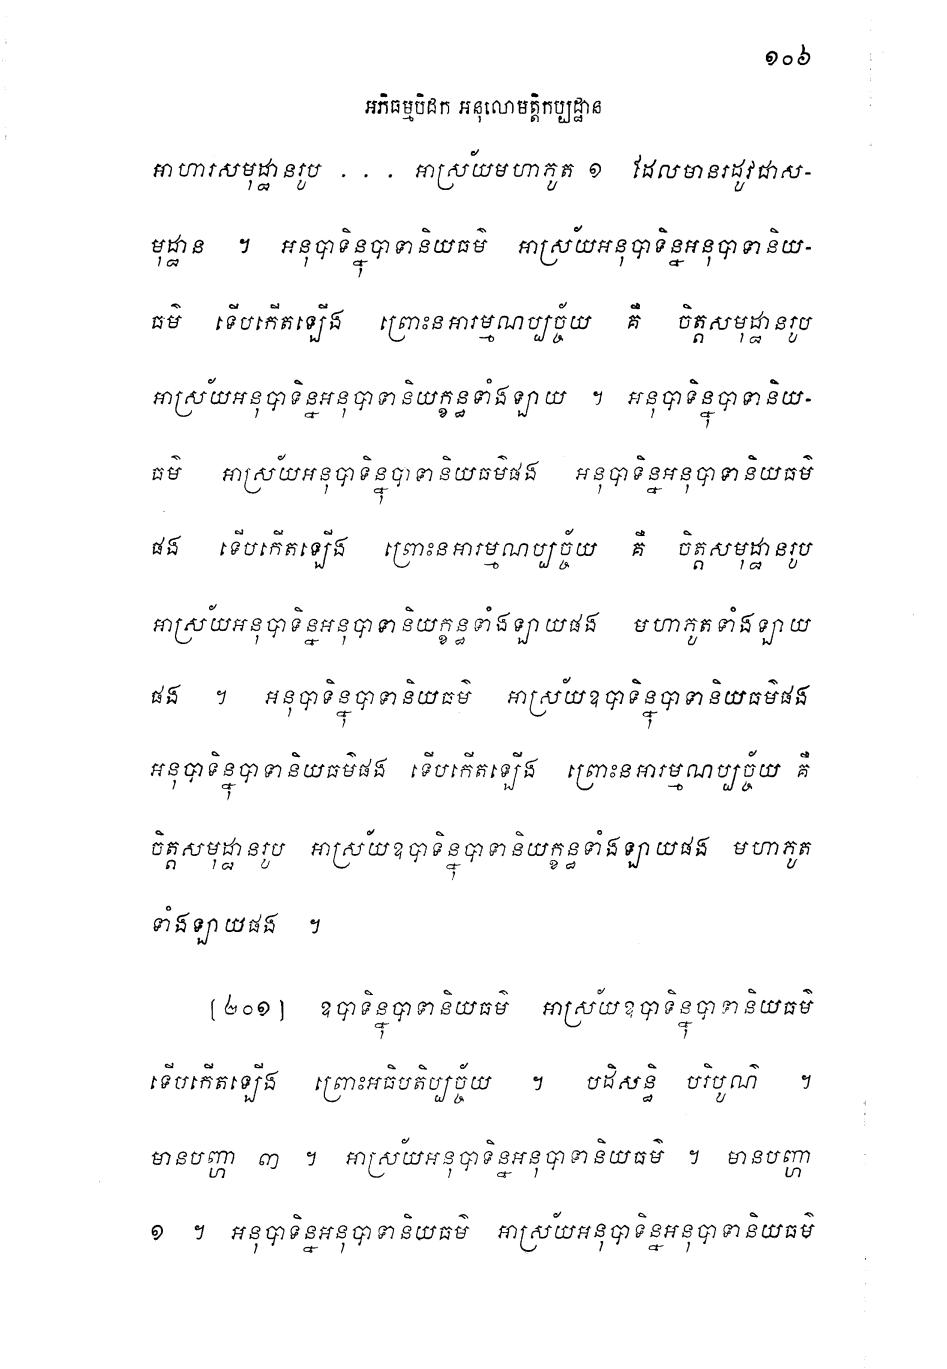 ១០៦
អភិធម្មបិដក អនុលោមត្តិកប្បដ្ឋាន
អាហារសមុដ្ឋានរូប . . . អាស្រ័យមហាភូត ១ ដែលមានរដូវជាស-
មុដ្ឋាន ។ អនុបាទិន្នុបាទានិយធម៌ អាស្រ័យអនុបាទិន្នអនុបាទានិយ-
ធម៌ ទើបកើតឡើង ព្រោះនអារម្មណប្បច្ច័យ គឺ ចិត្តសមុដ្ឋានរូប
អាស្រ័យអនុបាទិន្នអនុបាទានិយក្ខន្ធទាំងឡាយ ។ អនុបាទិន្នុបាទានិយ-
ធម៌ អាស្រ័យអនុបាទិន្នុបាទានិយធម៌ផង អនុបាទិន្នអនុបាទានិយធម៌
ផង ទើបកើតឡើង ព្រោះនអារម្មណប្បច្ច័យ គឺ ចិត្តសមុដ្ឋានរូប
អាស្រ័យអនុបាទិន្នអនុបាទានិយក្ខន្ធទាំងឡាយផង មហាភូតទាំងឡាយ
ផង ។ អនុបាទិន្នុបាទានិយធម៌ អាស្រ័យឧបាទិន្នុបាទានិយធម៌ផង
អនុបាទិន្នុបាទានិយធម៌ផង ទើបកើតឡើង ព្រោះនអារម្មណប្បច្ច័យ គឺ
ចិត្តសមុដ្ឋានរូប អាស្រ័យឧបាទិន្នុបាទានិយក្ខន្ធទាំងឡាយផង មហាភូត
ទាំងឡាយផង ។
[២០១] ឧបាទិន្នុបាទានិយធម៌ អាស្រ័យឧបាទិន្នុបាទានិយធម៌
ទើបកើតឡើង ព្រោះអធិបតិប្បច្ច័យ ។ បដិសន្ធិ បរិបូណ៌ ។
មានបញ្ហា ៣ ។ អាស្រ័យអនុបាទិន្នអនុបាទានិយធម៌ ។ មានបញ្ហា
១ ។ អនុបាទិន្នអនុបាទានិយធម៌ អាស្រ័យអនុបាទិន្នអនុបាទានិយធម៌